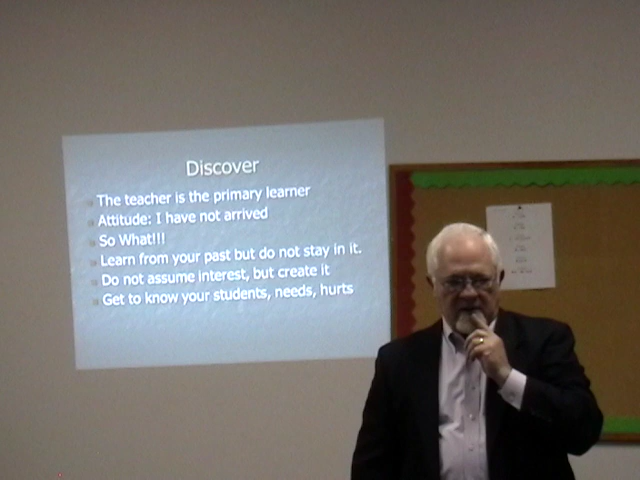 Discover
The teacher is the primary learner
Attitude: I have not arrived
So What!!!
Learn from your past but do not stay in it.
Do not assume interest, but create it
Get to know your students, needs, hurts